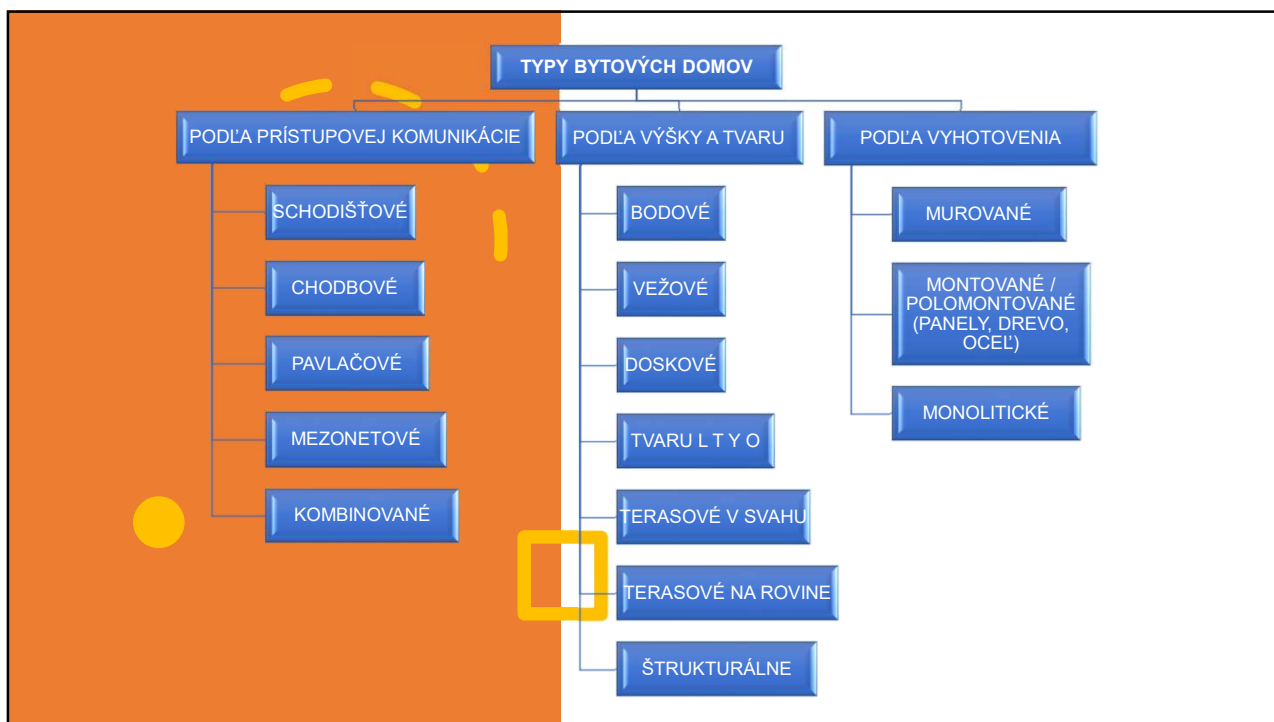 TYPY BYTOVÝCH DOMOV
PODĽA PRÍSTUPOVEJ KOMUNIKÁCIE
SCHODIŠŤOVÉ
CHODBOVÉ
PAVLAČOVÉ
MEZONETOVÉ
KOMBINOVANÉ
PODĽA VÝŠKY A TVARU
BODOVÉ
VEŽOVÉ
DOSKOVÉ
TVARU L T Y O
TERASOVÉ V SVAHU
TERASOVÉ NA ROVINE
ŠTRUKTURÁLNE
PODĽA VYHOTOVENIA
MUROVANÉ
MONTOVANÉ /
POLOMONTOVANÉ
(PANELY, DREVO,
OCEĽ)
MONOLITICKÉ